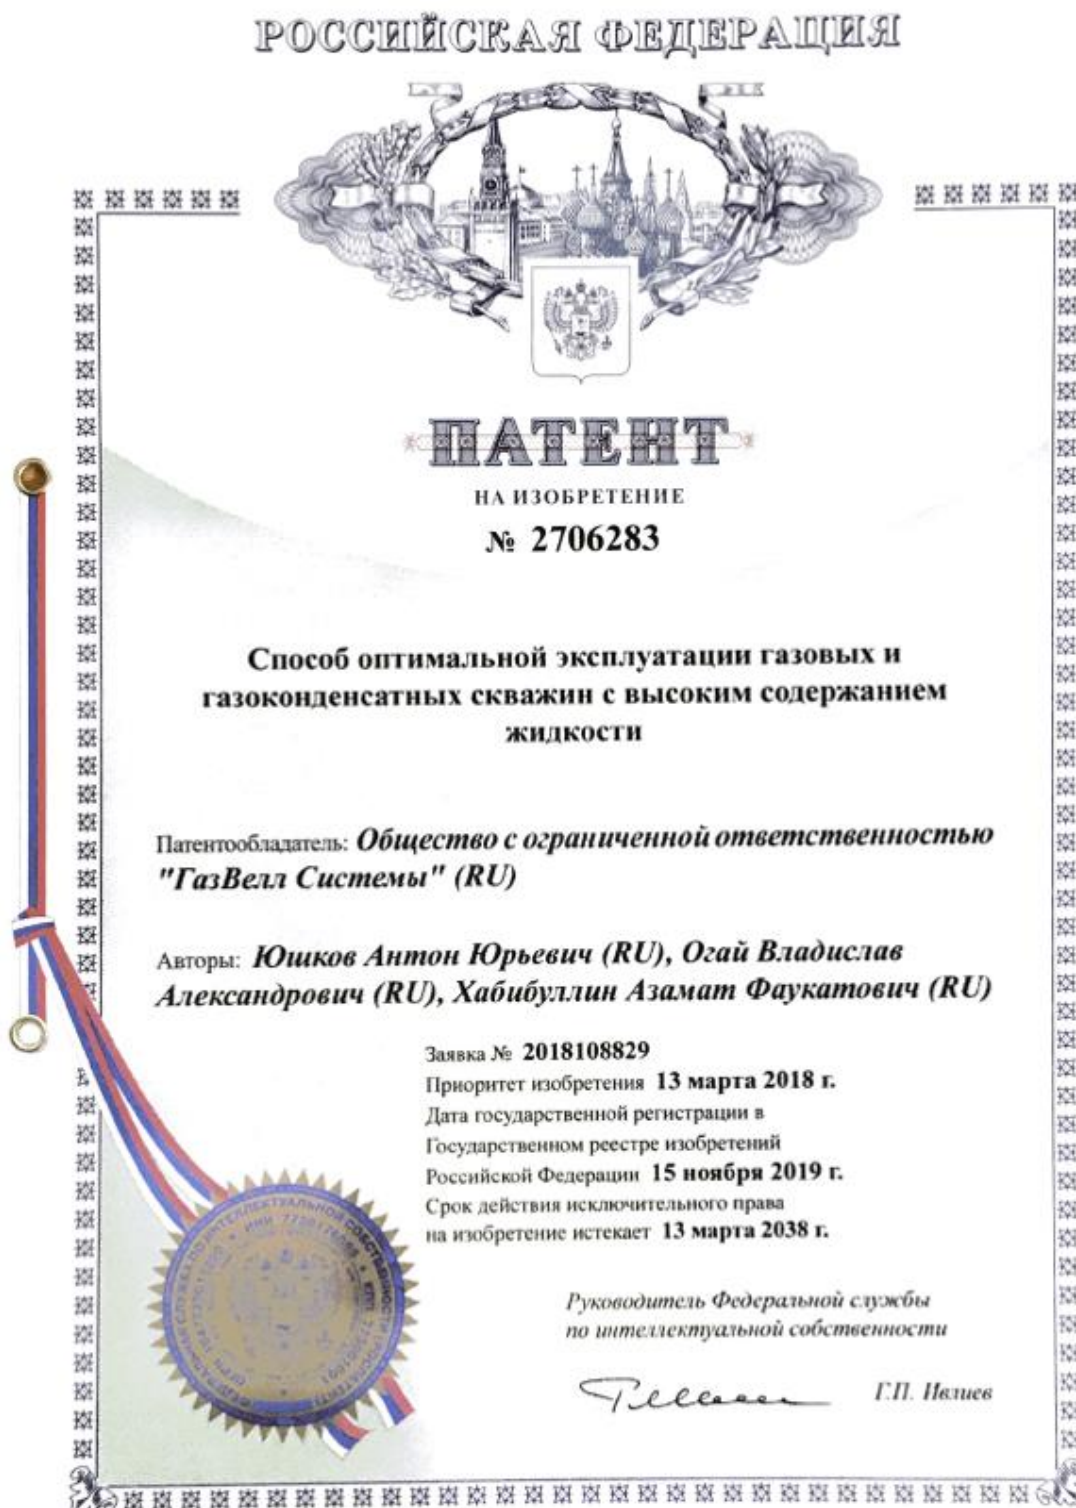 РОССИЙСКАЯ ФЕДЕРАЦИЯ
ПАТЕНТ
НА ИЗОБРЕТЕНИЕ
№ 2706283
Способ оптимальной эксплуатации газовых и
газоконденсатных скважин с высоким содержанием
жидкости
Патентообладатель: Общество с ограниченной ответственностью
"ГазВелл Системы" (RU)
Авторы: Юшков Антон Юрьевич (RU), Огай Владислав
Александрович (RU), Хабибуллин Азамат Фаукатович (RU)
Заявка № 2018108829
Приоритет изобретения 13 марта 2018 г.
Дата государственной регистрации в
Государственном реестре изобретений
Российской Федерации 15 ноября 2019 г.
Срок действия исключительного права
на изобретение истекает 13 марта 2038 г.
Руководитель Федеральной службы
по интеллектуальной собственности
Г.П. Ивлиев